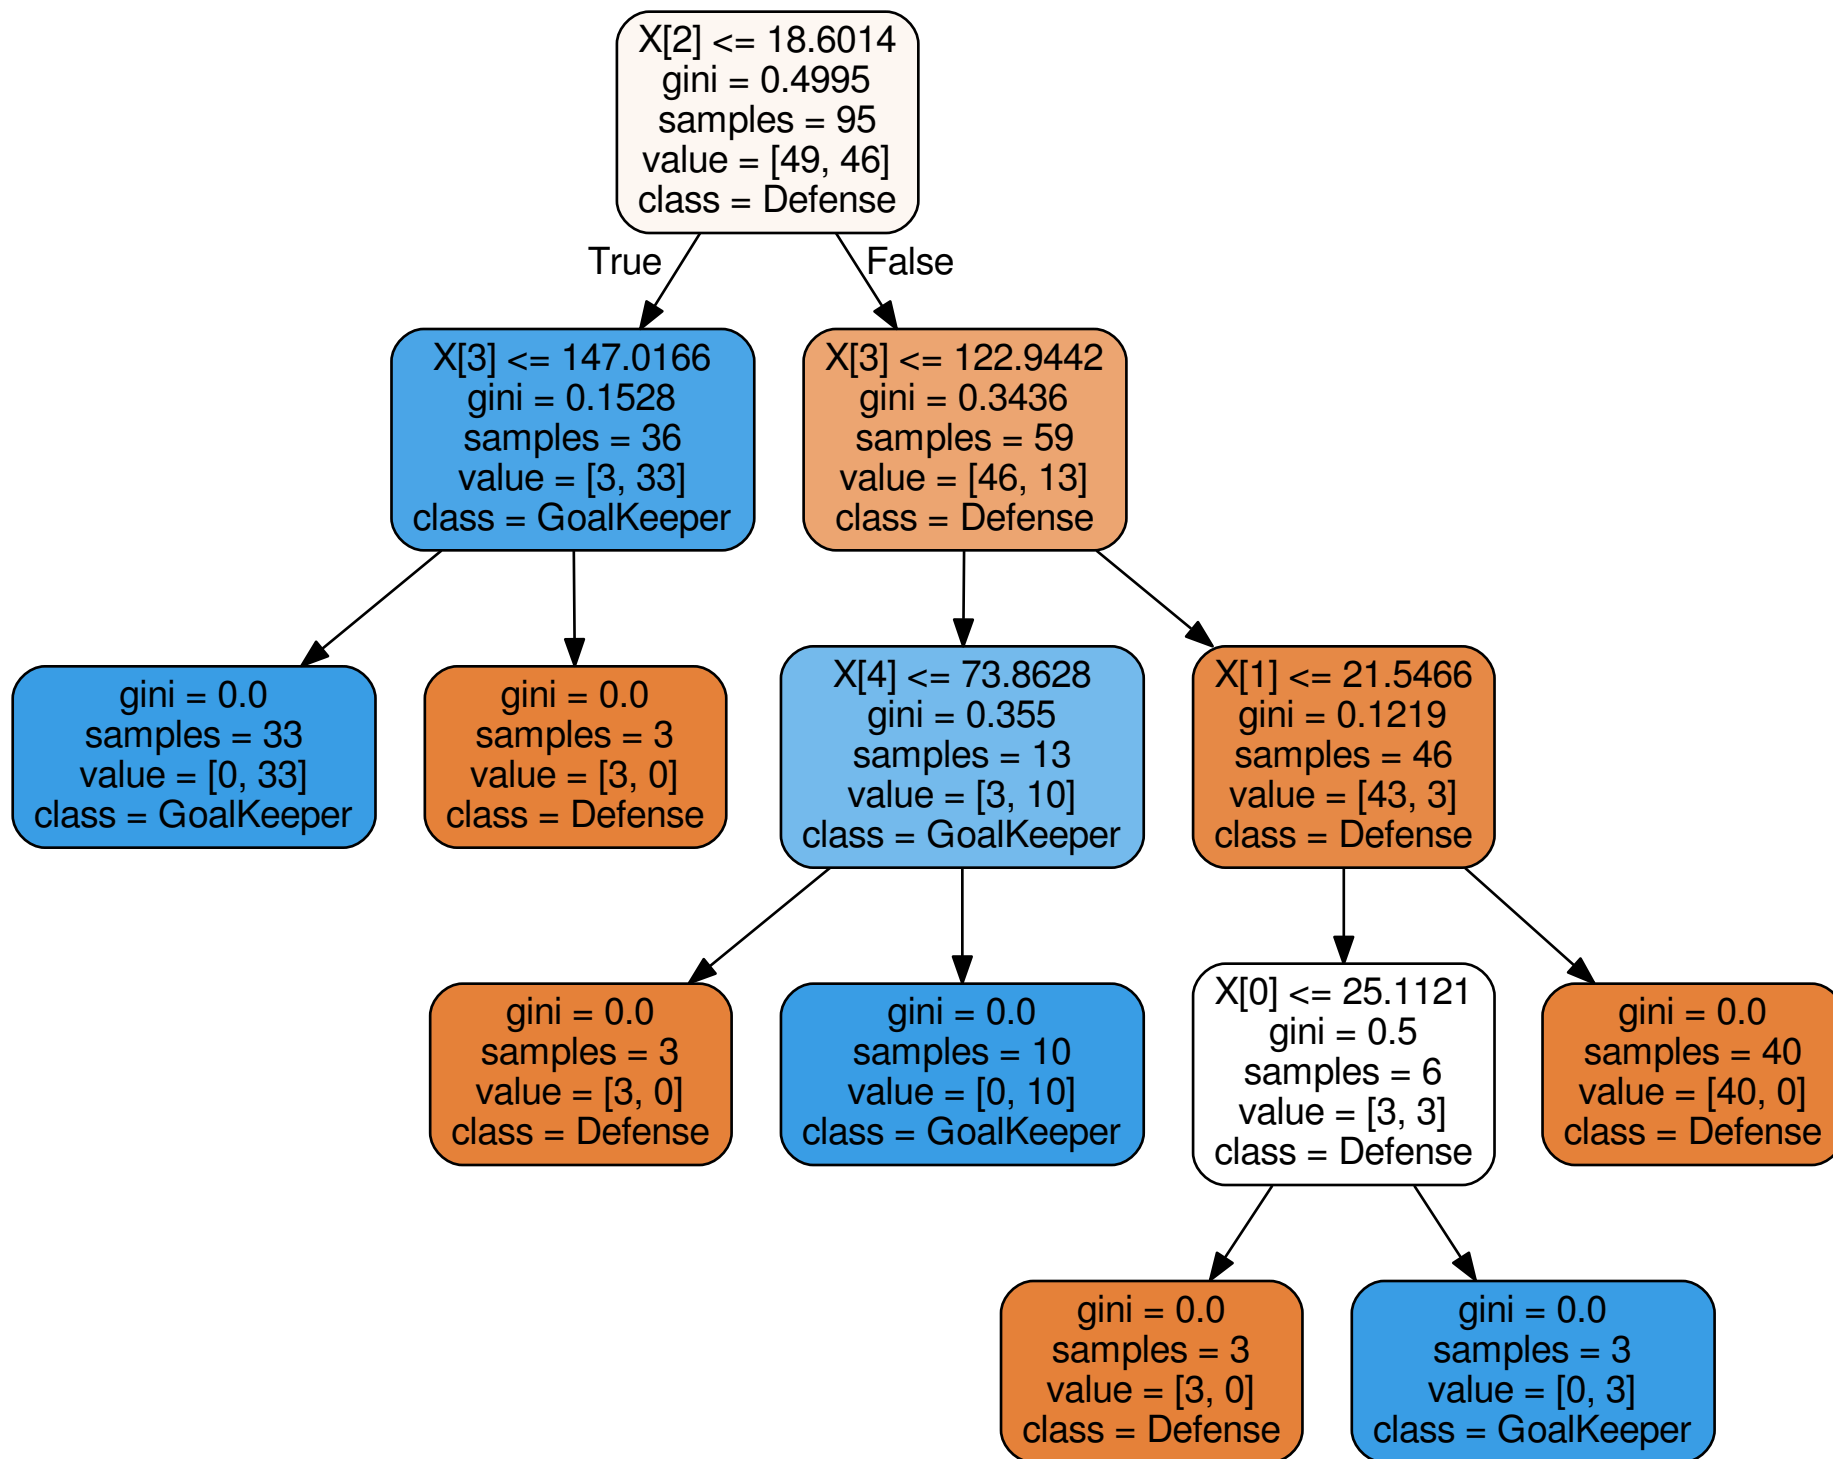 X[2] <= 18.6014
gini = 0.4995
samples = 95
value = [49, 46]
class = Defense
True
False
X[3] <= 147.0166
gini = 0.1528
samples = 36
value = [3, 33]
class = GoalKeeper
X[3] <= 122.9442
gini = 0.3436
samples = 59
value = [46, 13]
class = Defense
gini = 0.0
samples = 33
value = [0, 33]
class = GoalKeeper
gini = 0.0
samples = 3
value = [3, 0]
class = Defense
X[4] <= 73.8628
gini = 0.355
samples = 13
value = [3, 10]
class = GoalKeeper
X[1] <= 21.5466
gini = 0.1219
samples = 46
value = [43, 3]
class = Defense
gini = 0.0
samples = 3
value = [3, 0]
class = Defense
gini = 0.0
samples = 10
value = [0, 10]
class = GoalKeeper
X[0] <= 25.1121
gini = 0.5
samples = 6
value = [3, 3]
class = Defense
gini = 0.0
samples = 40
value = [40, 0]
class = Defense
gini = 0.0
samples = 3
value = [3, 0]
class = Defense
gini = 0.0
samples = 3
value = [0, 3]
class = GoalKeeper